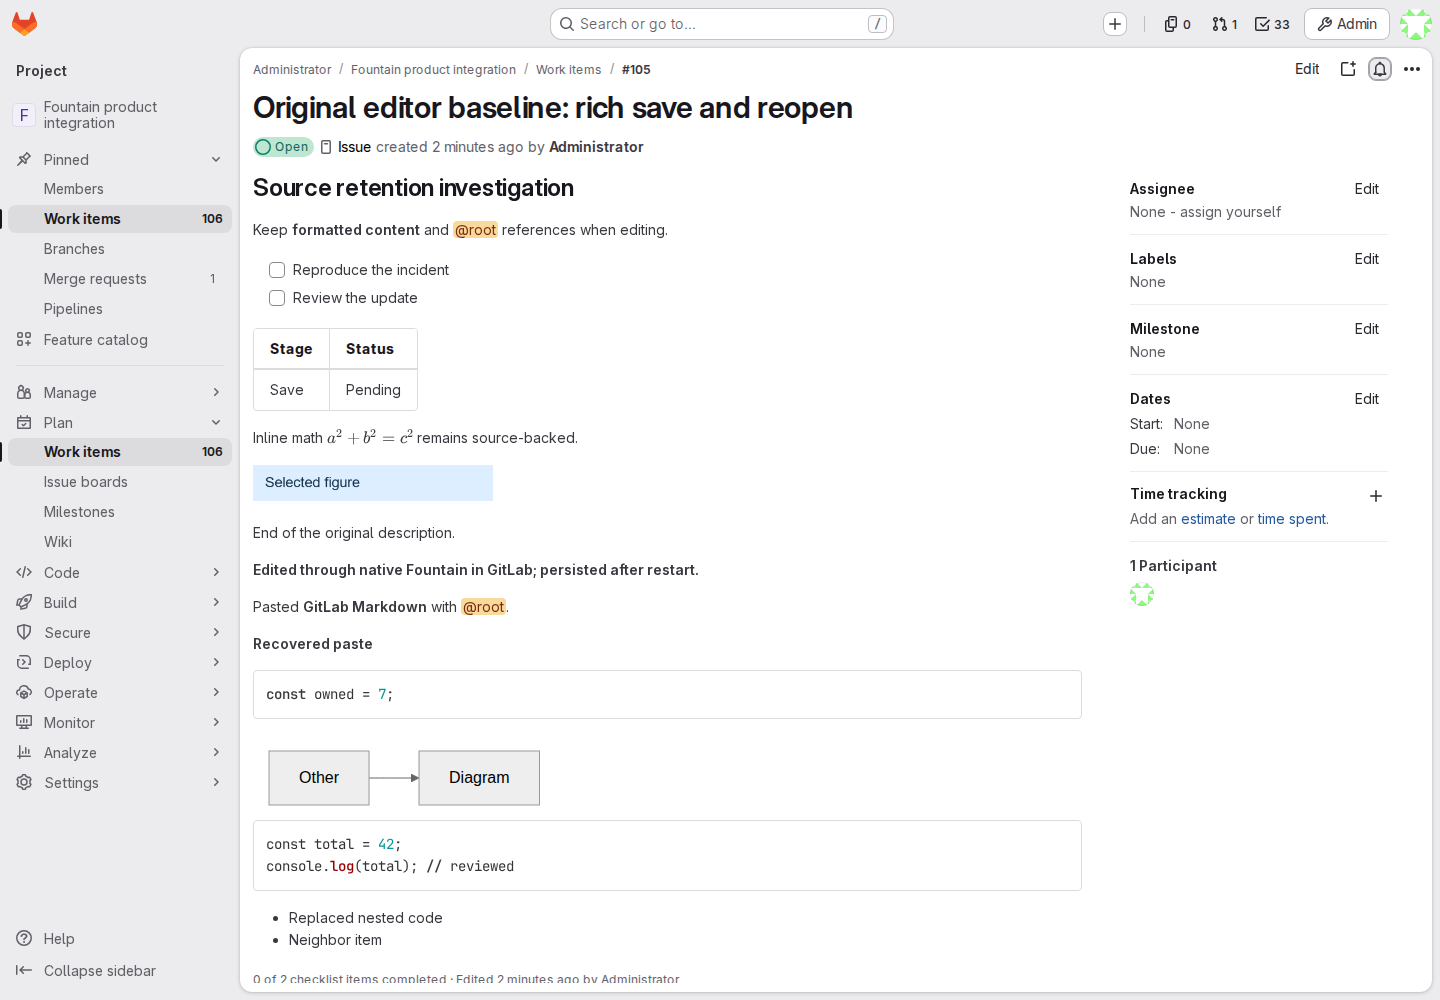 Search or go to...
/
0
1
33
Admin
Project
F
Fountain product integration
Pinned
Members
Work items 106
Branches
Merge requests 1
Pipelines
Feature catalog
Manage
Plan
Work items 106
Issue boards
Milestones
Wiki
Code
Build
Secure
Deploy
Operate
Monitor
Analyze
Settings
Help
Collapse sidebar
Administrator / Fountain product integration / Work items / #105
Edit
Original editor baseline: rich save and reopen
Open Issue created 2 minutes ago by Administrator
Source retention investigation
Keep formatted content and @root references when editing.
Reproduce the incident
Review the update
Stage Status
Save Pending
Inline math a² + b² = c² remains source-backed.
Selected figure
End of the original description.
Edited through native Fountain in GitLab; persisted after restart.
Pasted GitLab Markdown with @root.
Recovered paste
const owned = 7;
Other
Diagram
const total = 42;
console.log(total); // reviewed
Replaced nested code
Neighbor item
0 of 2 checklist items completed · Edited 2 minutes ago by Administrator
Assignee Edit
None - assign yourself
Labels Edit
None
Milestone Edit
None
Dates Edit
Start: None
Due: None
Time tracking
Add an estimate or time spent.
1 Participant